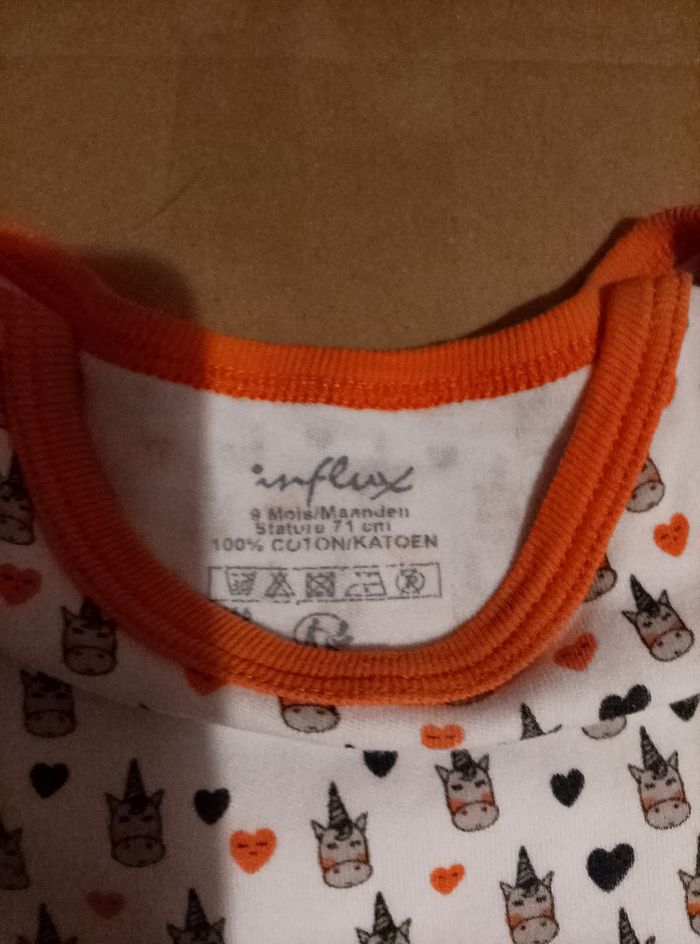 influx
9 Mois/Maanden
Stature 71 cm
100% COTON/KATOEN